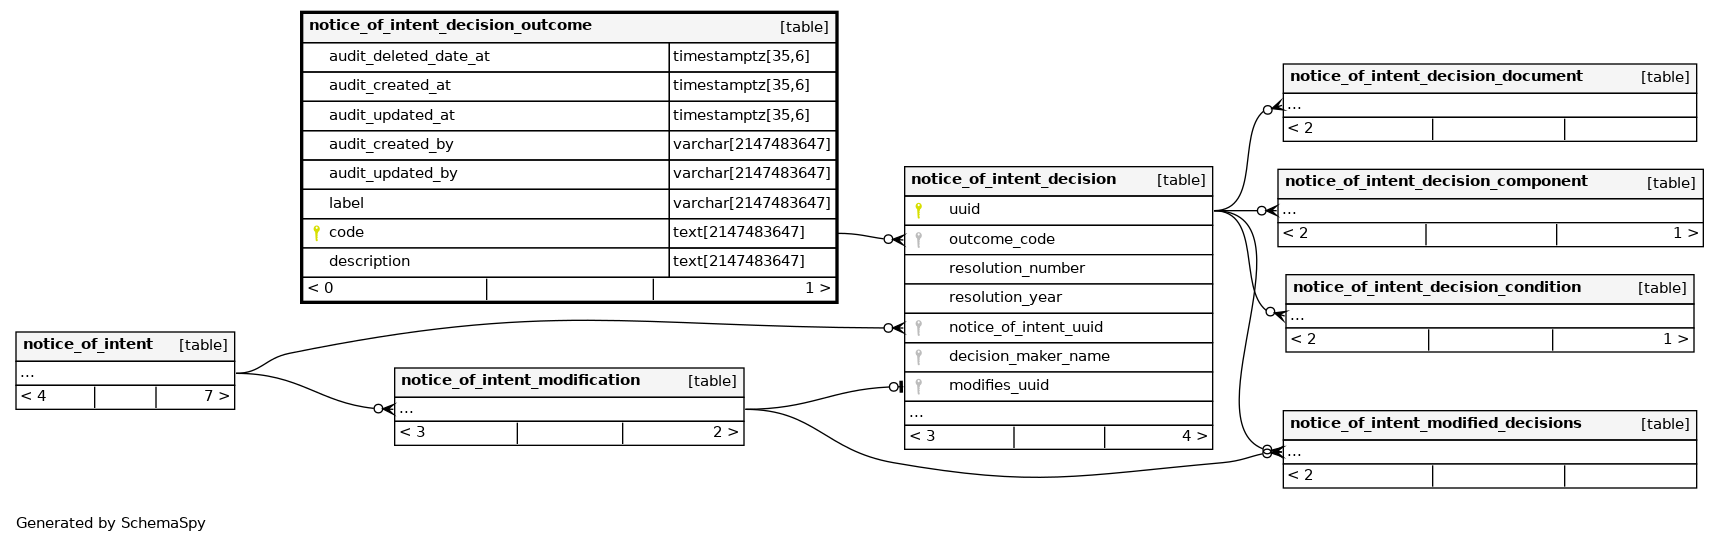 notice_of_intent_decision_outcome [table]
audit_deleted_date_at timestamptz[35,6]
audit_created_at timestamptz[35,6]
audit_updated_at timestamptz[35,6]
audit_created_by varchar[2147483647]
audit_updated_by varchar[2147483647]
label varchar[2147483647]
code text[2147483647]
description text[2147483647]
< 0 1 >
notice_of_intent [table]
...
< 4 7 >
notice_of_intent_modification [table]
...
< 3 2 >
notice_of_intent_decision [table]
uuid
outcome_code
resolution_number
resolution_year
notice_of_intent_uuid
decision_maker_name
modifies_uuid
...
< 3 4 >
notice_of_intent_decision_document [table]
...
< 2
notice_of_intent_decision_component [table]
...
< 2 1 >
notice_of_intent_decision_condition [table]
...
< 2 1 >
notice_of_intent_modified_decisions [table]
...
< 2
Generated by SchemaSpy